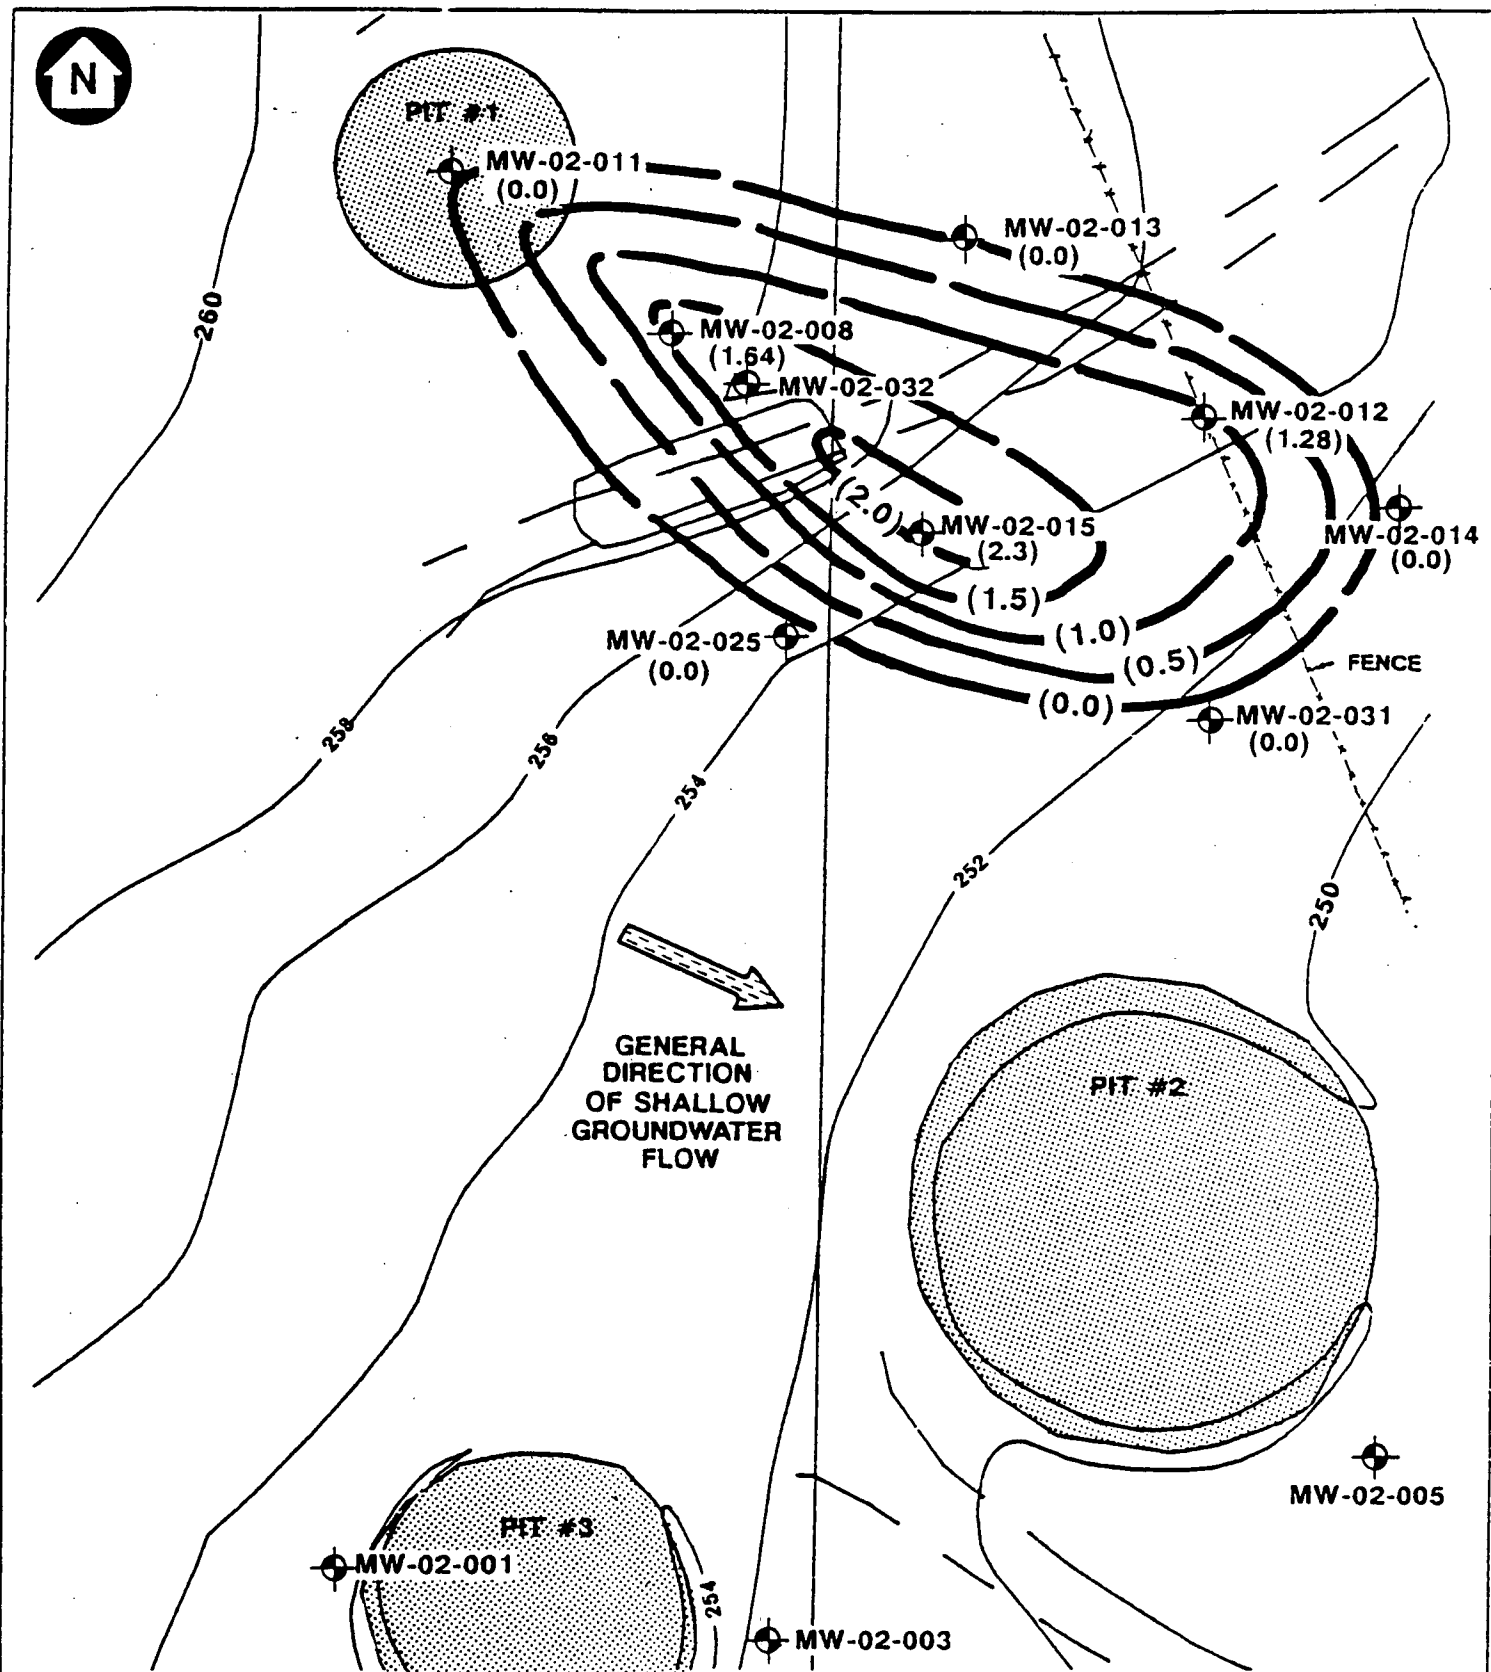 N
PIT #1
MW-02-011
(0.0)
MW-02-013
(0.0)
260
MW-02-008
(1.64)
MW-02-032
MW-02-012
(1.28)
(2.0)
MW-02-015
(2.3)
MW-02-014
(0.0)
(1.5)
(1.0)
MW-02-025
(0.0)
(0.5)
FENCE
(0.0)
MW-02-031
(0.0)
258
256
254
252
250
GENERAL
DIRECTION
OF SHALLOW
GROUNDWATER
FLOW
PIT #2
MW-02-005
PIT #3
MW-02-001
254
MW-02-003